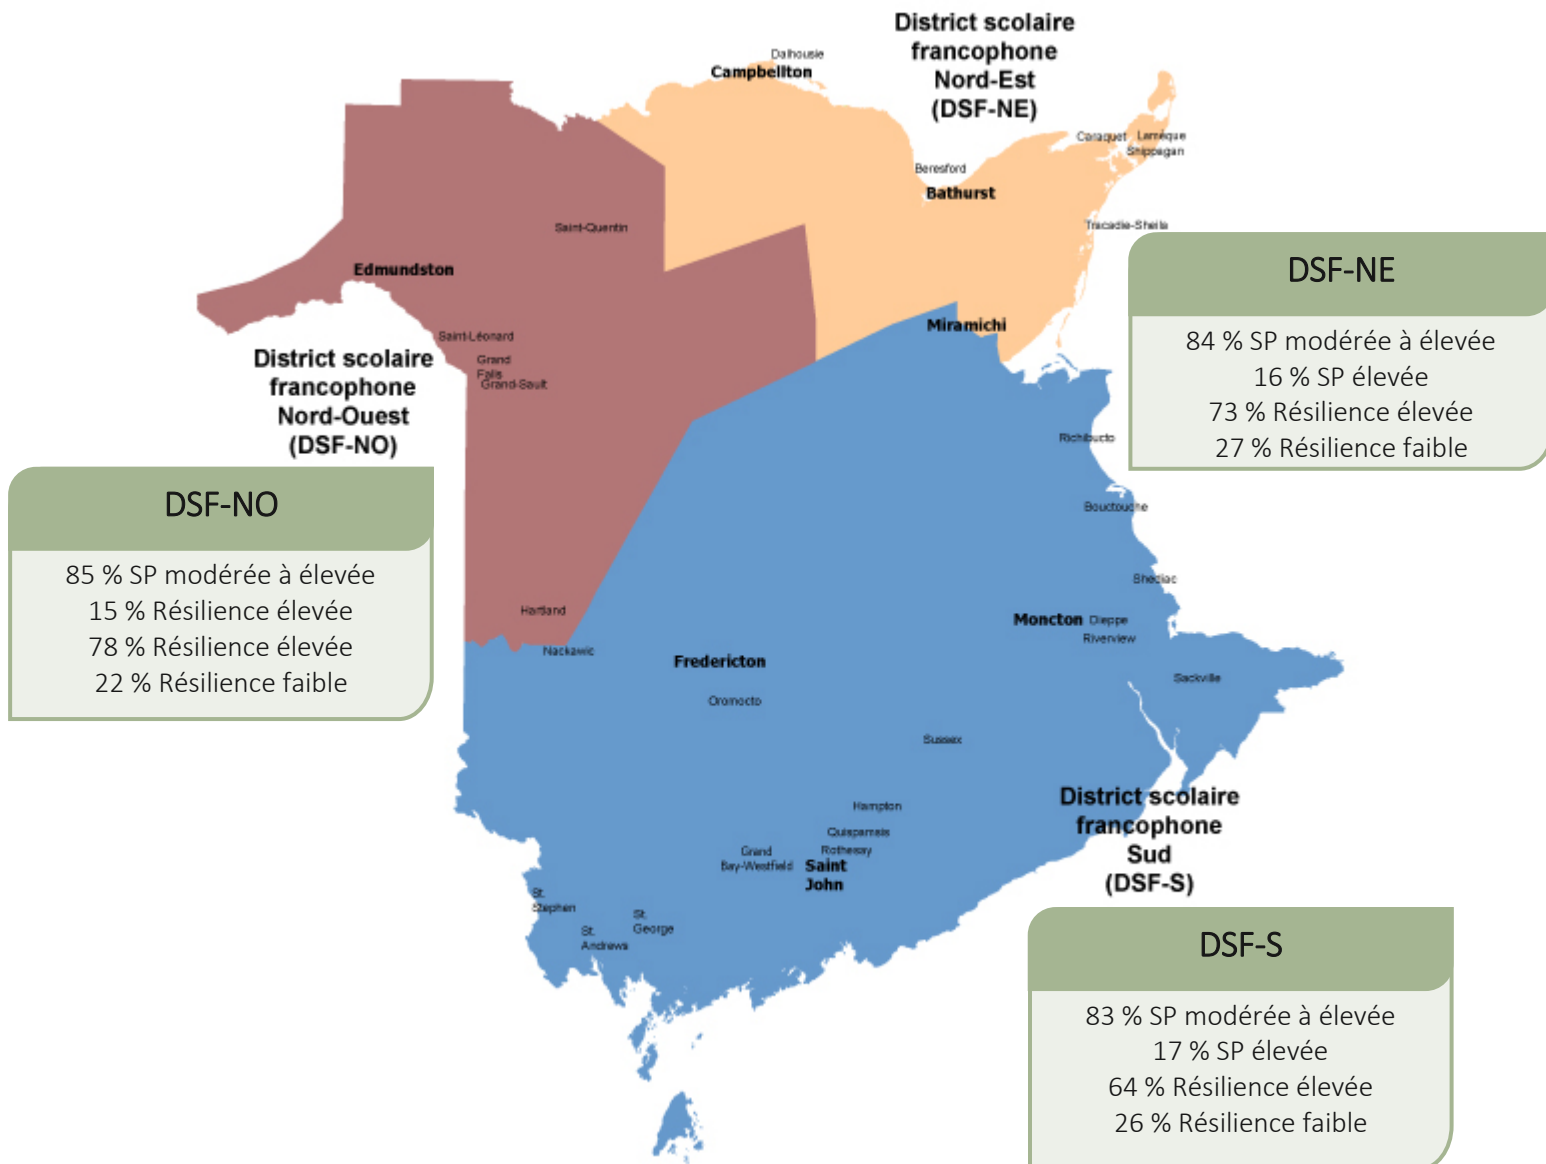 District scolaire
francophone
Nord-Est
(DSF-NE)
Dalhousie
Campbellton
Caraquet
Lamèque
Shippagan
Beresford
Bathurst
Tracadie-Sheila
Saint-Quentin
Edmundston
Miramichi
Saint-Léonard
Grand
Falls
Grand-Sault
District scolaire
francophone
Nord-Ouest
(DSF-NO)
DSF-NE
84 % SP modérée à élevée
16 % SP élevée
73 % Résilience élevée
27 % Résilience faible
Richibucto
Bouctouche
Shediac
DSF-NO
85 % SP modérée à élevée
15 % Résilience élevée
78 % Résilience élevée
22 % Résilience faible
Hartland
Nackawic
Moncton
Dieppe
Riverview
Fredericton
Oromocto
Sackville
Sussex
Hampton
Quispamsis
Rothesay
Grand
Bay-Westfield
Saint
John
St.
Stephen
St.
Andrews
St.
George
District scolaire
francophone
Sud
(DSF-S)
DSF-S
83 % SP modérée à élevée
17 % SP élevée
64 % Résilience élevée
26 % Résilience faible